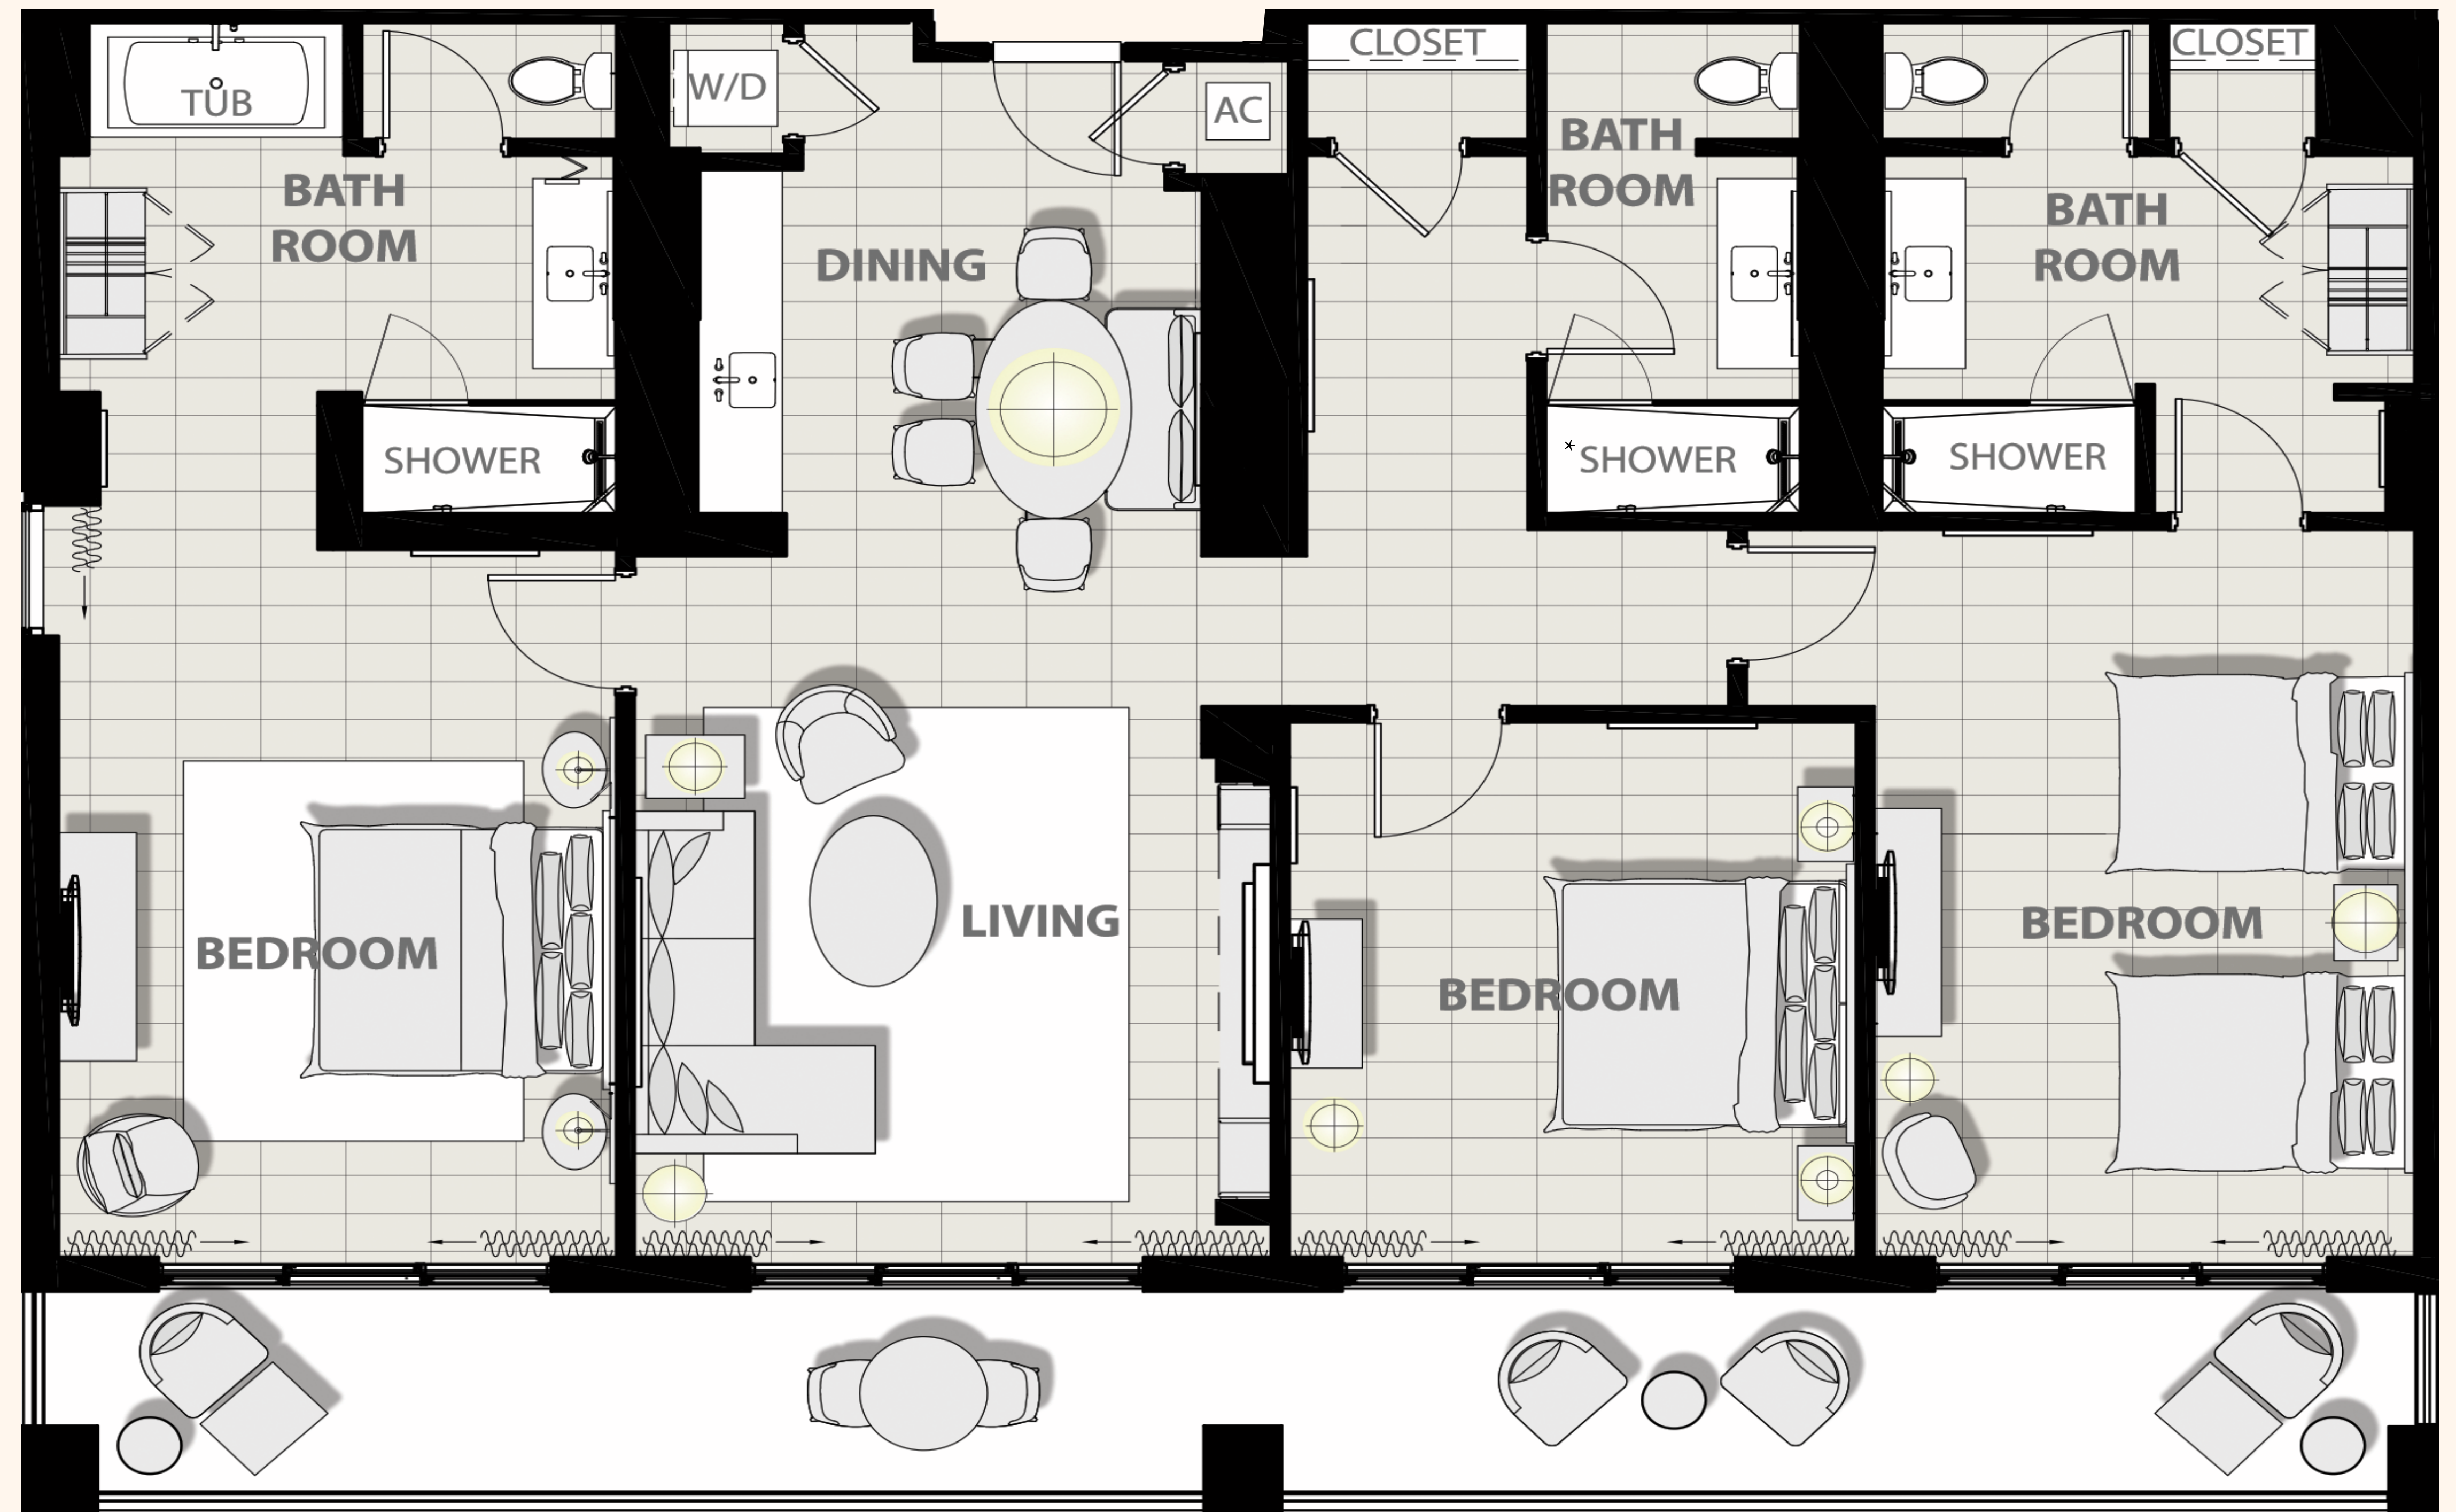 CLOSET
CLOSET
W/D
TUB
AC
BATH
ROOM
BATH
ROOM
BATH
ROOM
DINING
SHOWER
*SHOWER
SHOWER
BEDROOM
LIVING
BEDROOM
BEDROOM